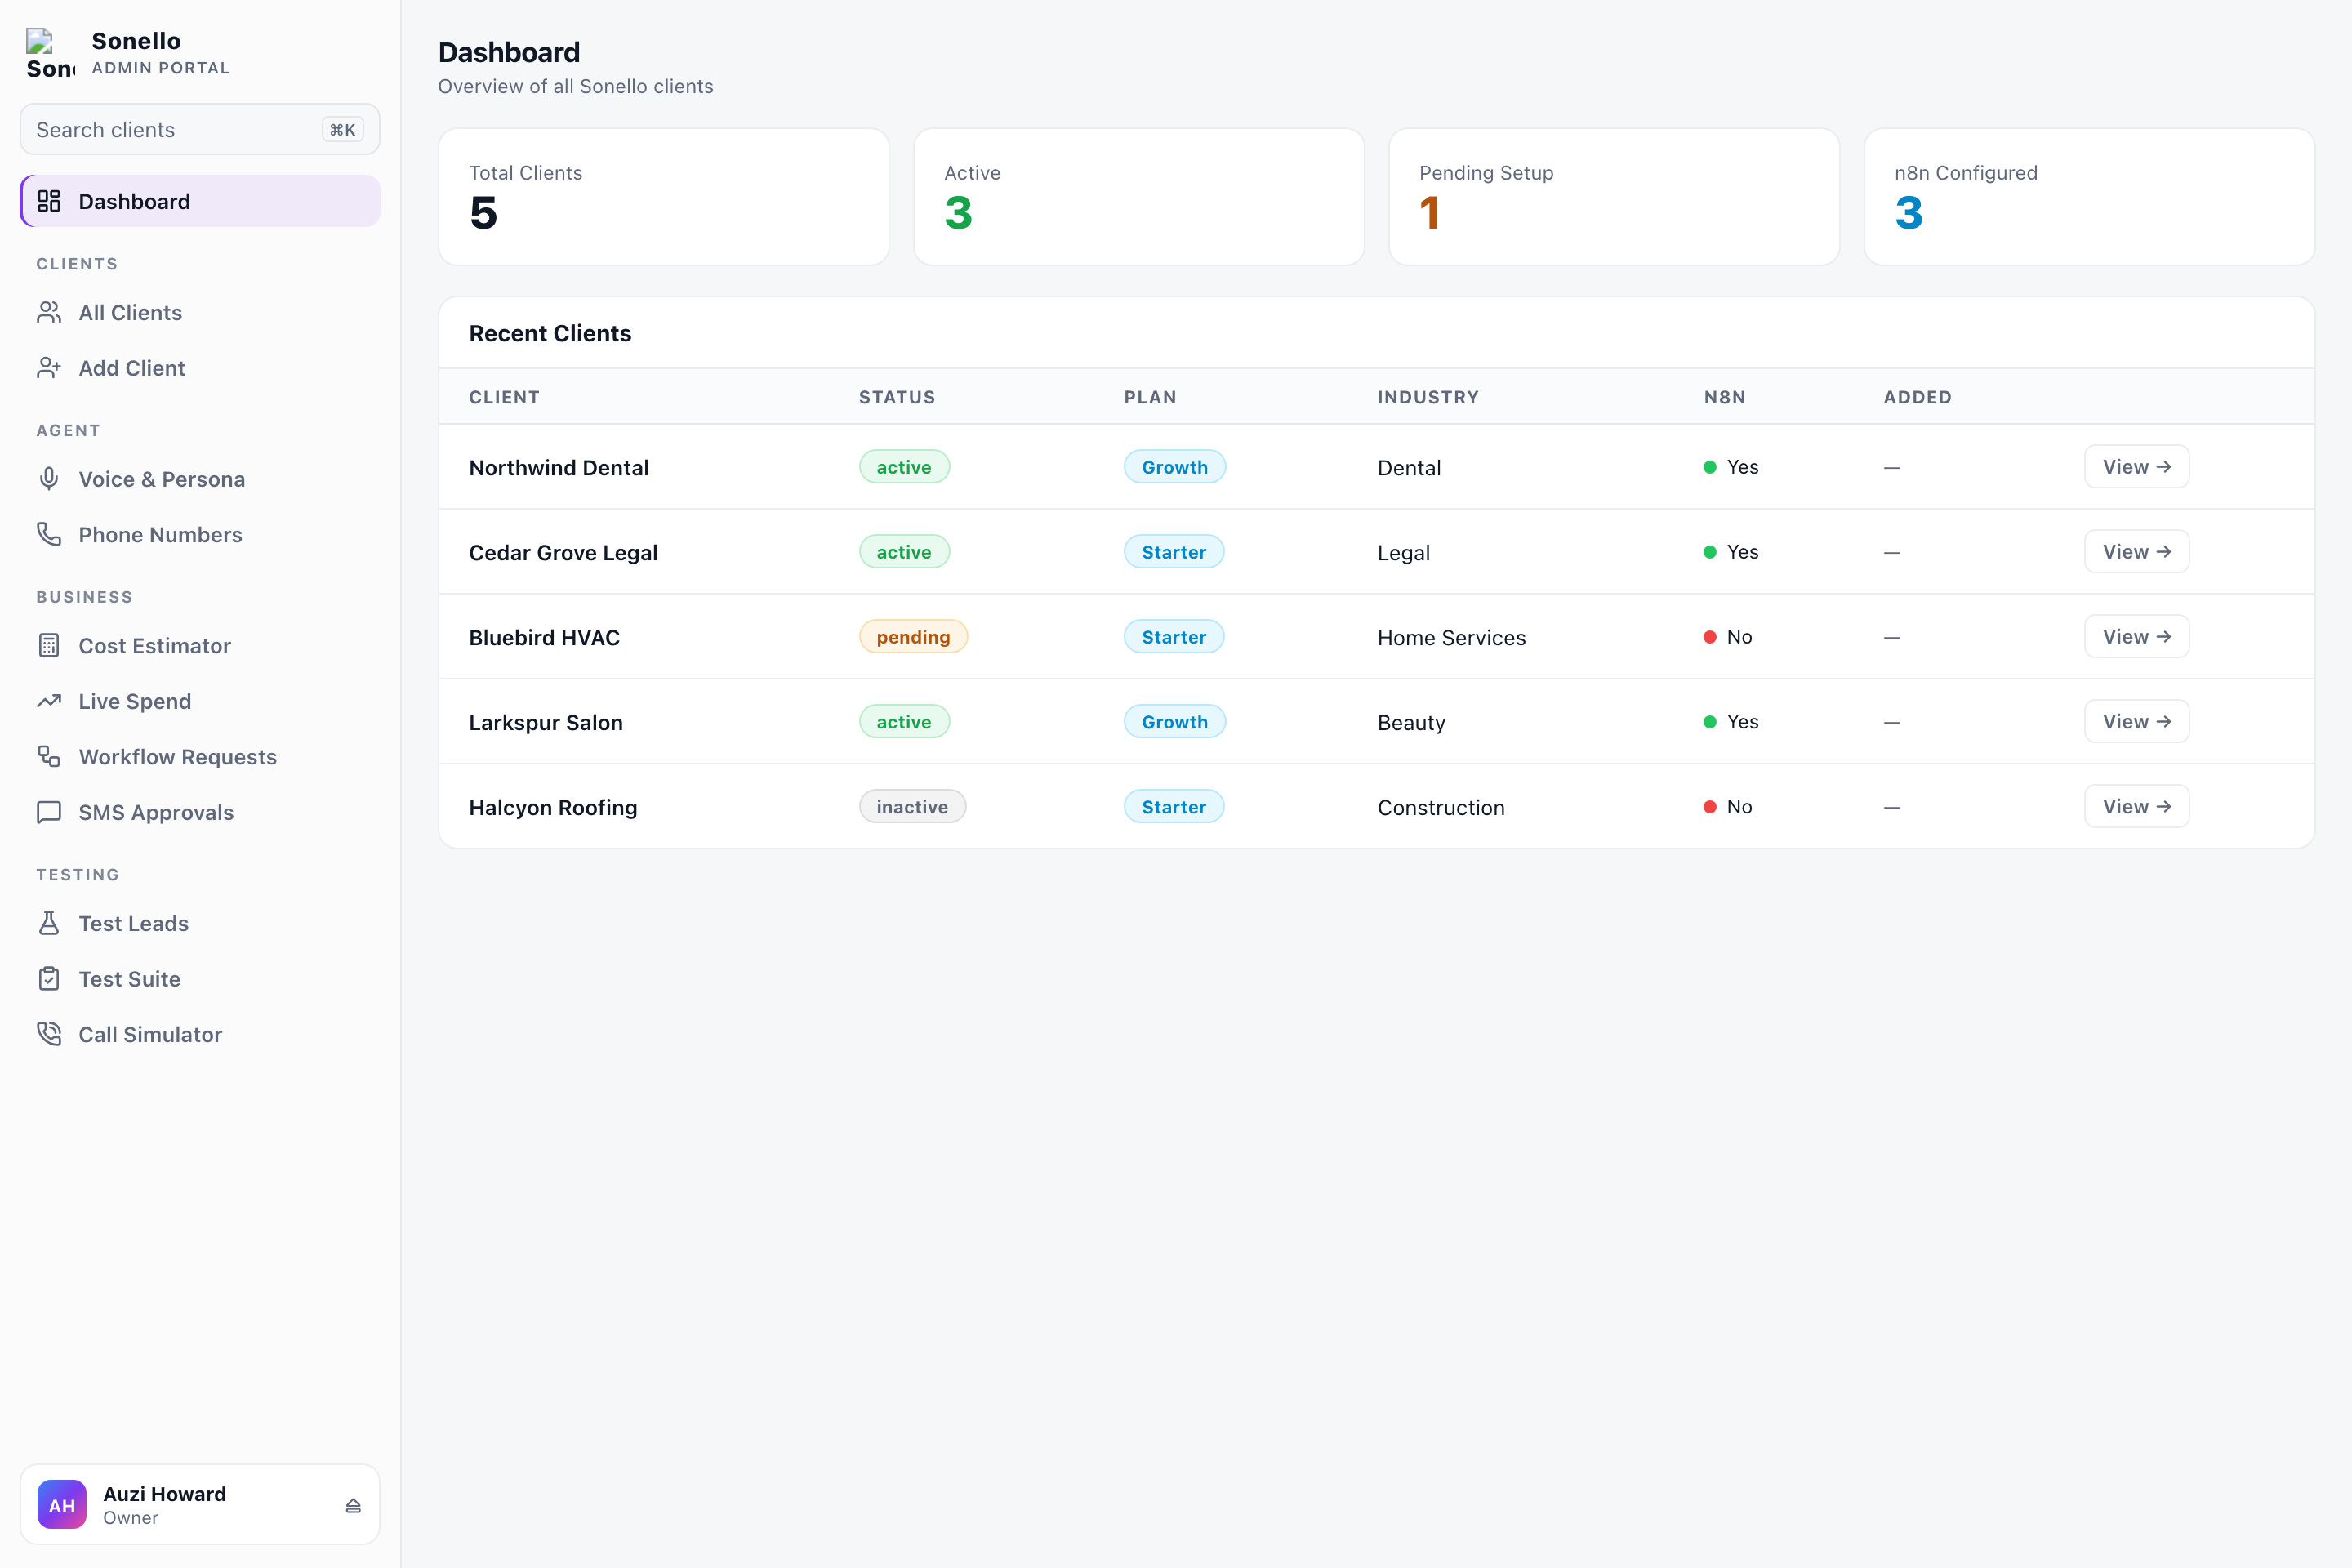 Sonello
ADMIN PORTAL
Search clients ⌘K
Dashboard
CLIENTS
All Clients
Add Client
AGENT
Voice & Persona
Phone Numbers
BUSINESS
Cost Estimator
Live Spend
Workflow Requests
SMS Approvals
TESTING
Test Leads
Test Suite
Call Simulator
AH
Auzi Howard
Owner
Dashboard
Overview of all Sonello clients
Total Clients
5
Active
3
Pending Setup
1
n8n Configured
3
Recent Clients
CLIENT STATUS PLAN INDUSTRY N8N ADDED
Northwind Dental active Growth Dental Yes — View →
Cedar Grove Legal active Starter Legal Yes — View →
Bluebird HVAC pending Starter Home Services No — View →
Larkspur Salon active Growth Beauty Yes — View →
Halcyon Roofing inactive Starter Construction No — View →